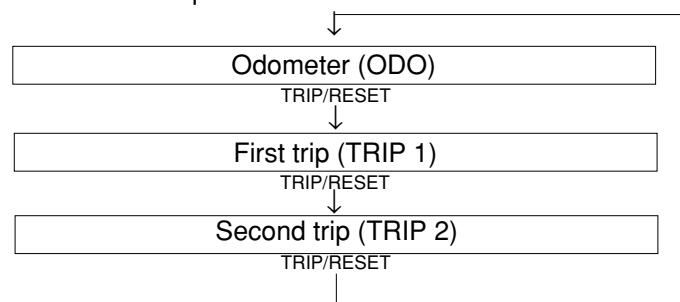 Odometer (ODO)
TRIP/RESET
First trip (TRIP 1)
TRIP/RESET
Second trip (TRIP 2)
TRIP/RESET